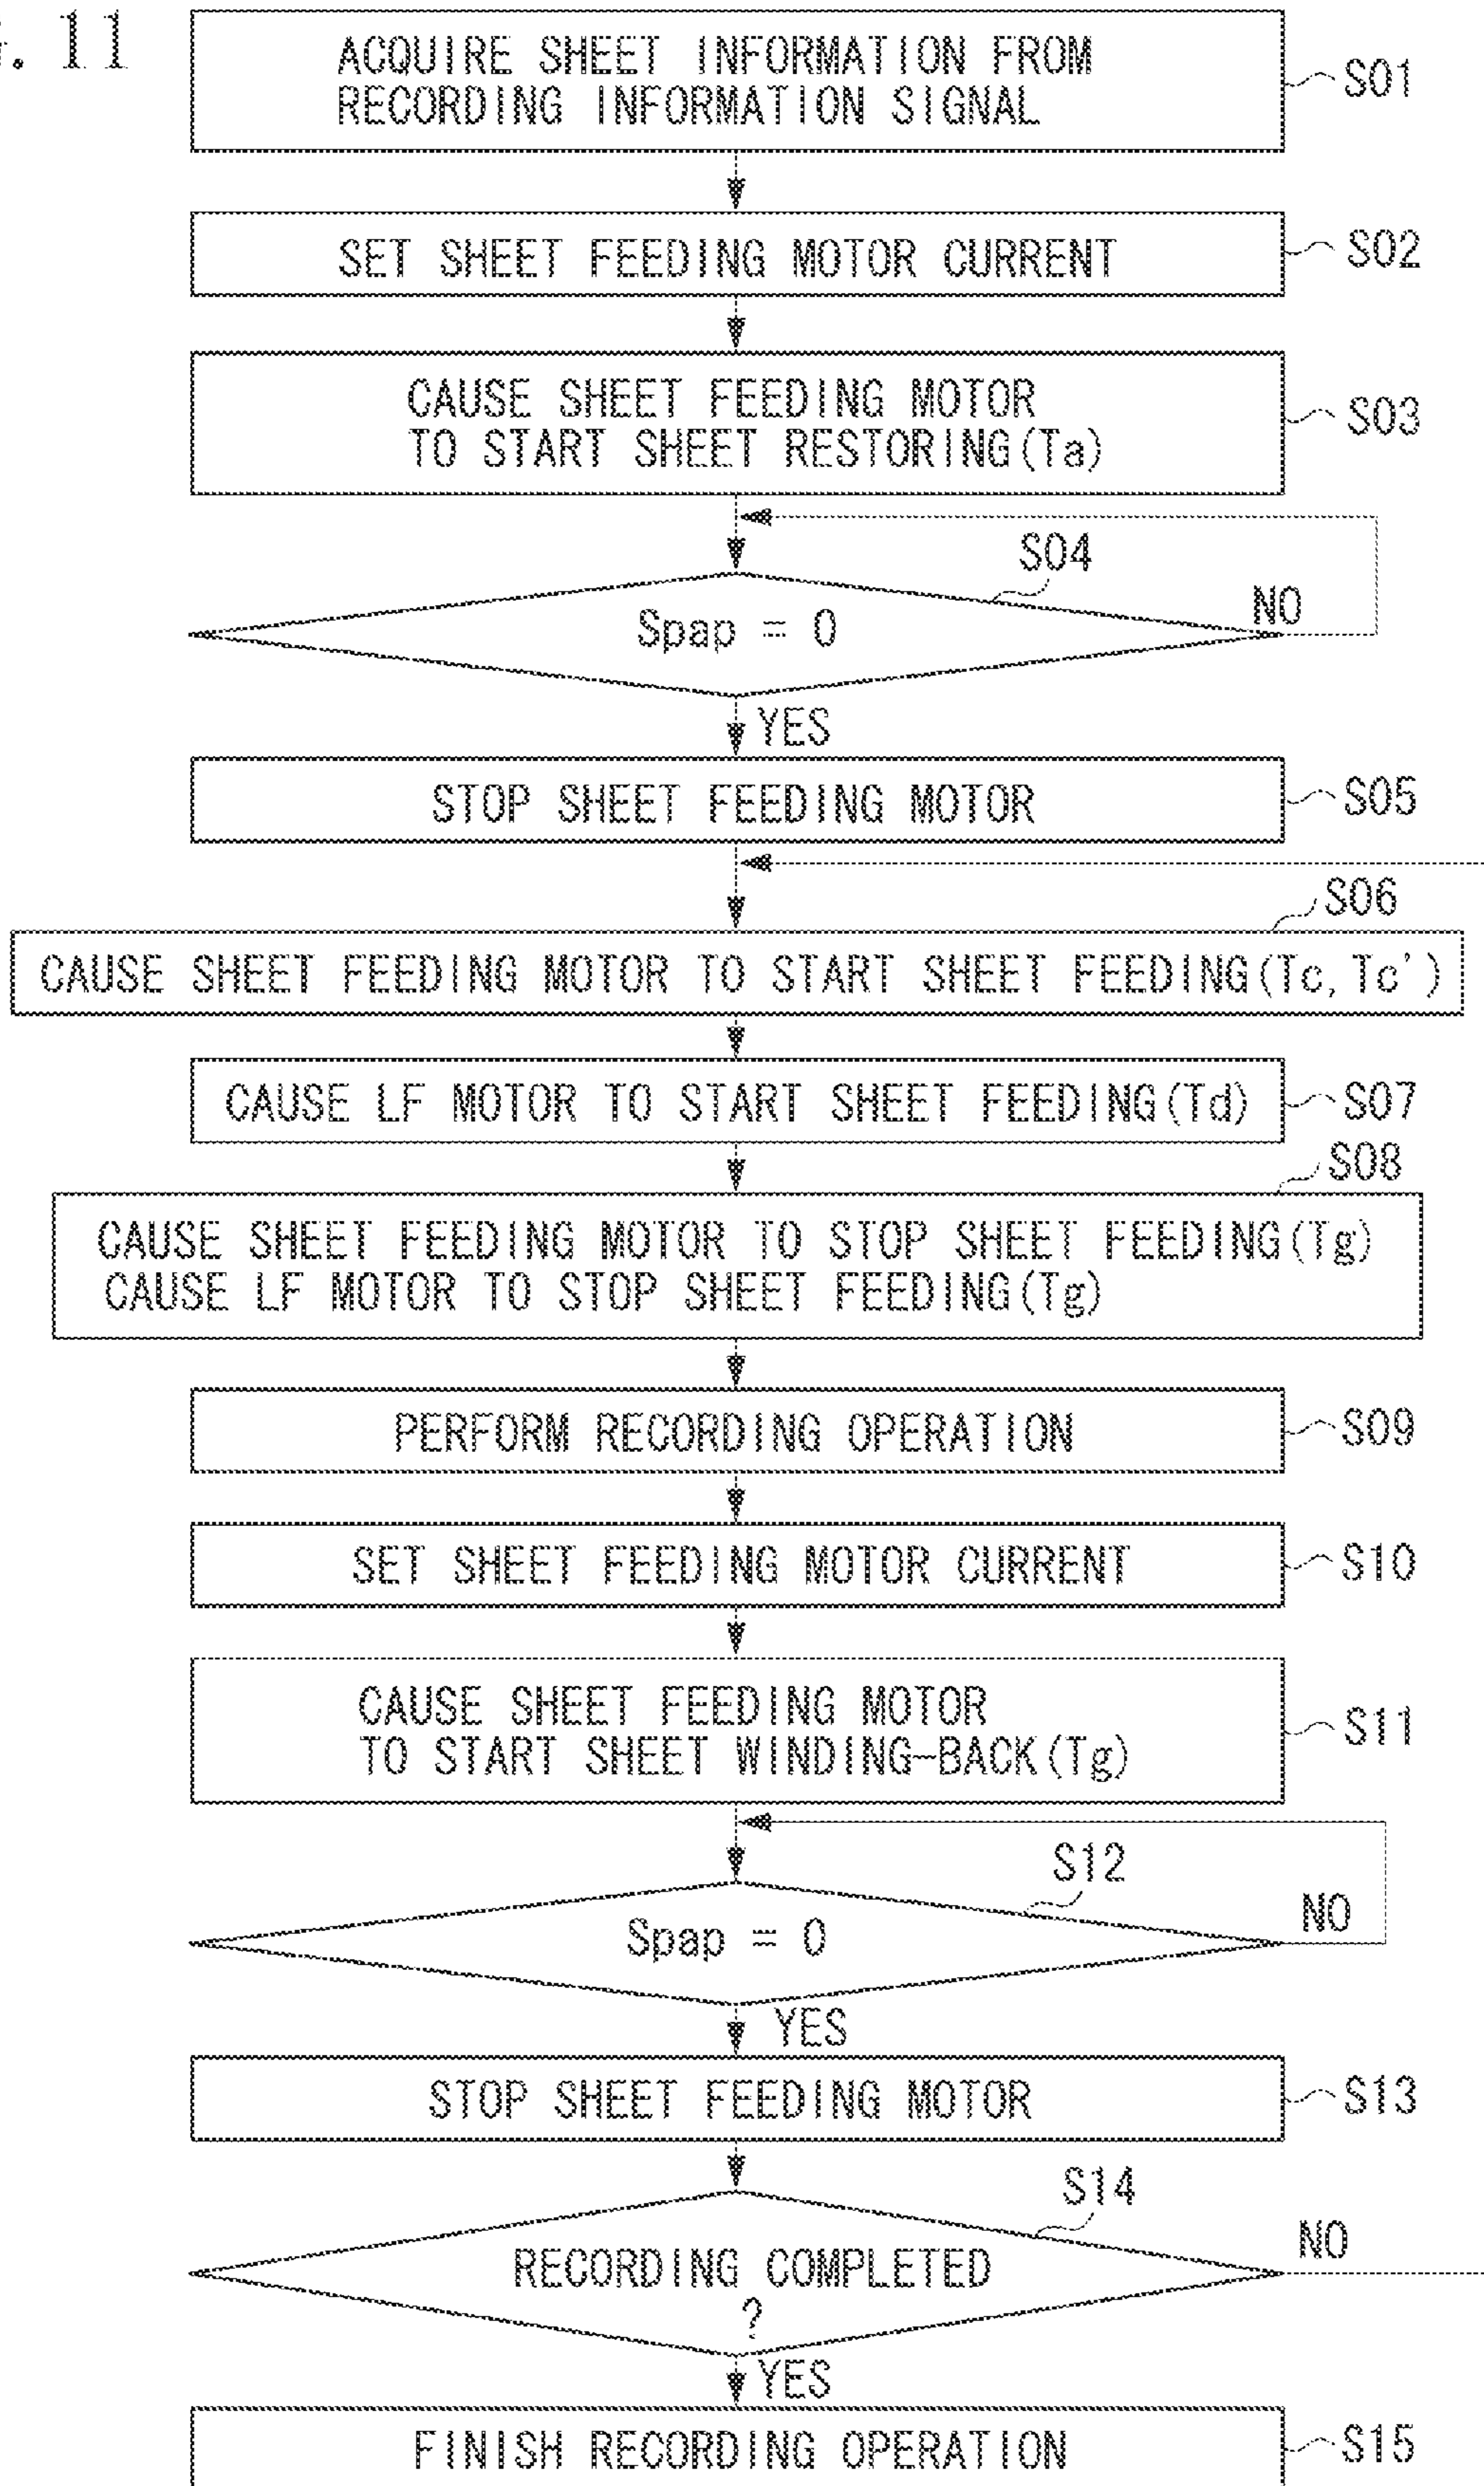 . 11
ACQUIRE SHEET INFORMATION FROM
RECORDING INFORMATION SIGNAL
S01
SET SHEET FEEDING MOTOR CURRENT
S02
CAUSE SHEET FEEDING MOTOR
TO START SHEET RESTORING(Ta)
S03
S04
Spap = 0
NO
YES
STOP SHEET FEEDING MOTOR
S05
S06
CAUSE SHEET FEEDING MOTOR TO START SHEET FEEDING(Tc, Tc')
CAUSE LF MOTOR TO START SHEET FEEDING(Td)
S07
S08
CAUSE SHEET FEEDING MOTOR TO STOP SHEET FEEDING(Tg)
CAUSE LF MOTOR TO STOP SHEET FEEDING(Tg)
PERFORM RECORDING OPERATION
S09
SET SHEET FEEDING MOTOR CURRENT
S10
CAUSE SHEET FEEDING MOTOR
TO START SHEET WINDING-BACK(Tg)
S11
S12
Spap = 0
NO
YES
STOP SHEET FEEDING MOTOR
S13
S14
RECORDING COMPLETED
?
NO
YES
FINISH RECORDING OPERATION
S15